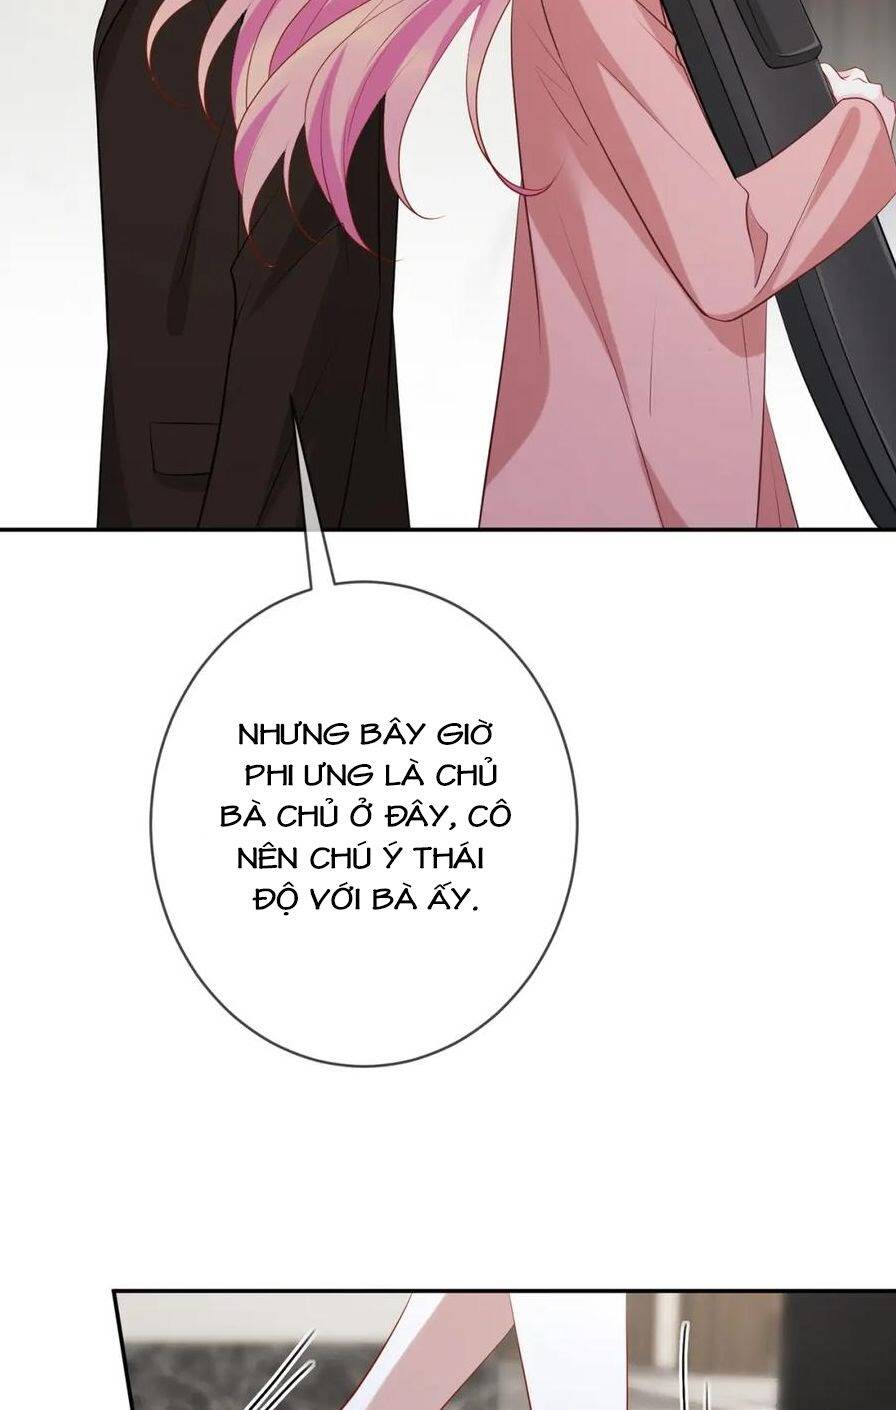 NHƯNG BÂY GIỜ
PHI ƯNG LÀ CHỦ
BÀ CHỦ Ở ĐÂY, CÔ
NÊN CHÚ Ý THÁI
ĐỘ VỚI BÀ ẤY.